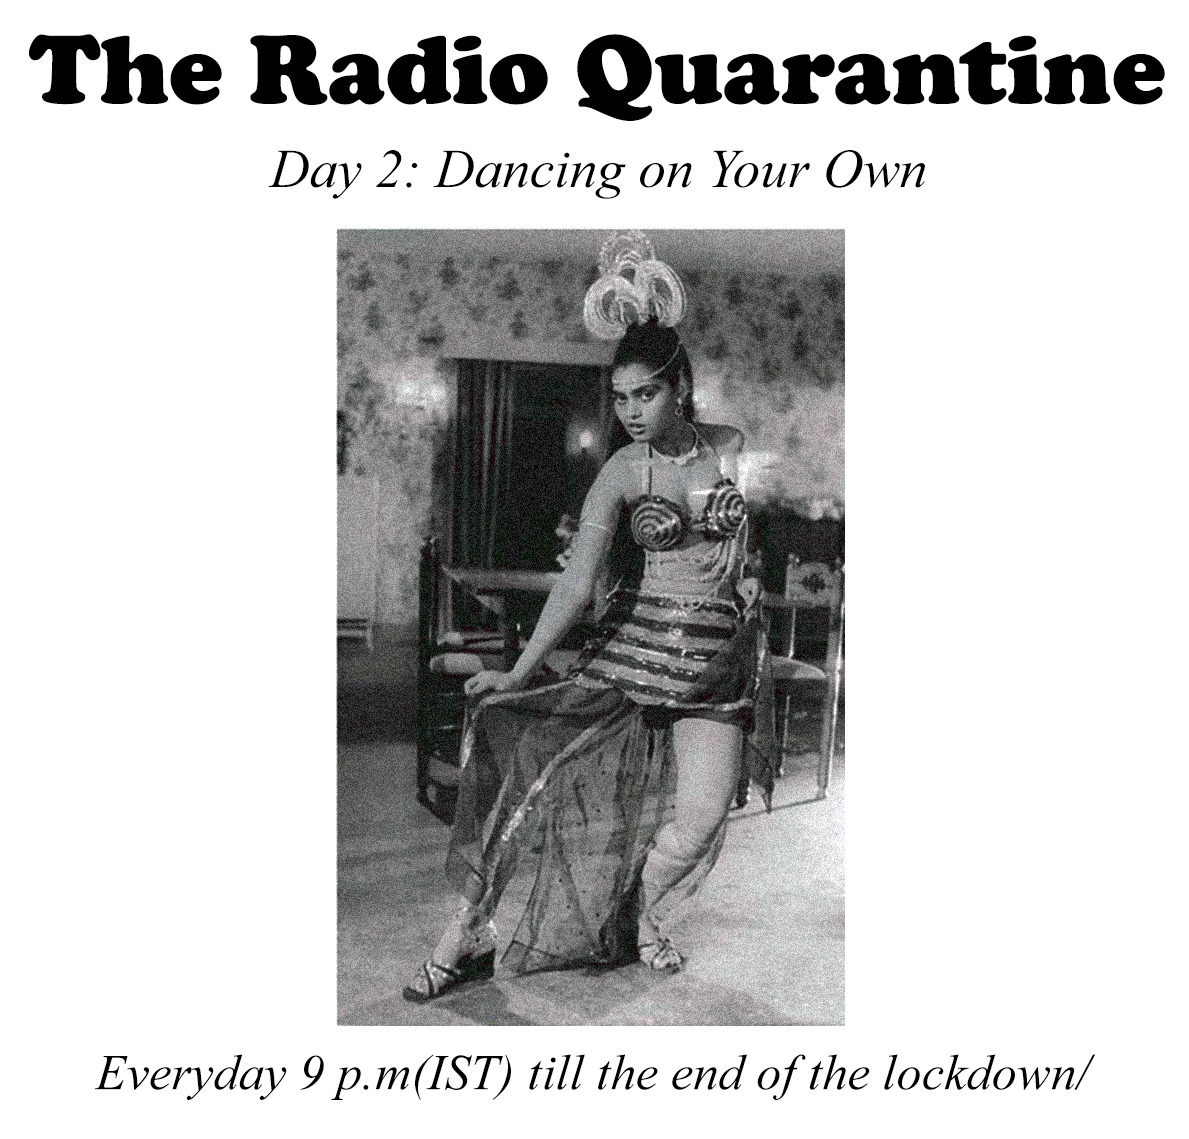 The Radio Quarantine
Day 2: Dancing on Your Own
Everyday 9 p.m(IST) till the end of the lockdown/